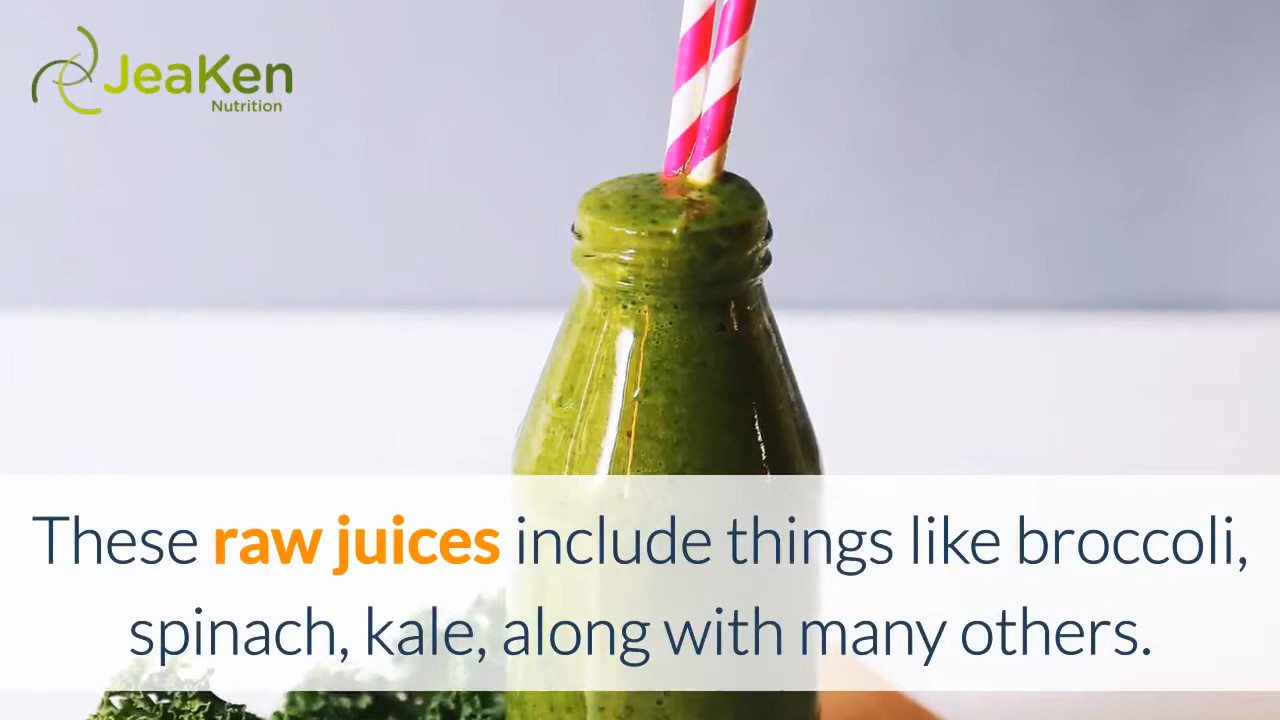 JeaKen
Nutrition
These raw juices include things like broccoli,
spinach, kale, along with many others.